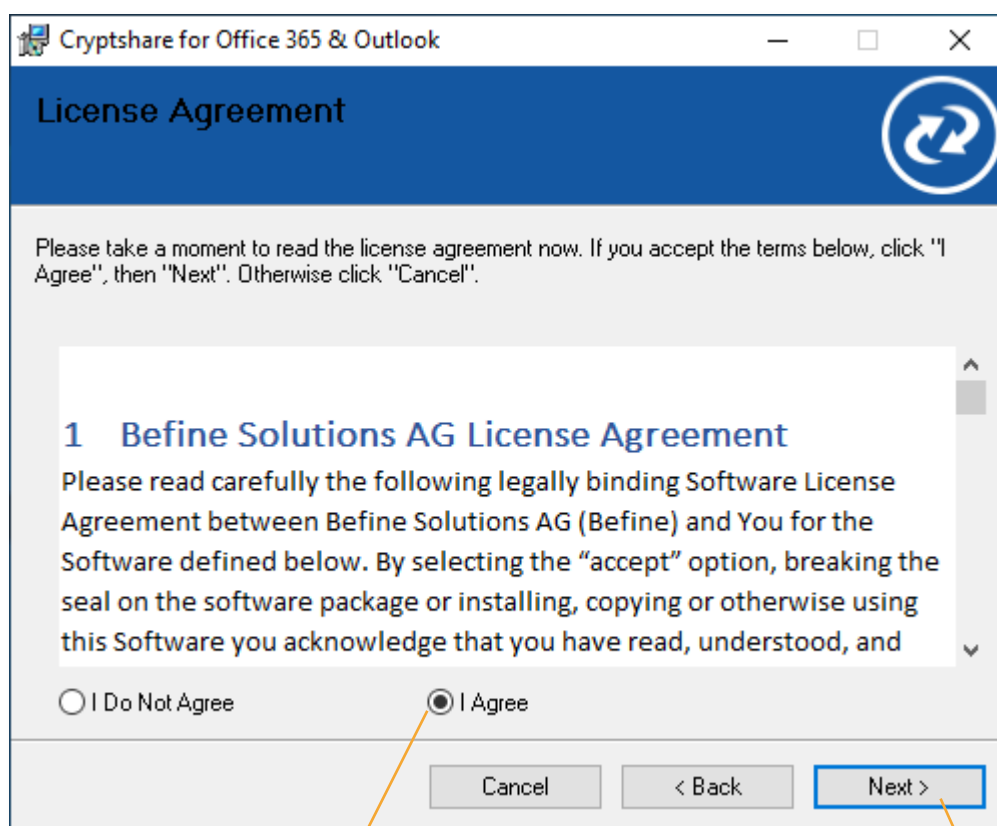 Cryptshare for Office 365 & Outlook
License Agreement
Please take a moment to read the license agreement now. If you accept the terms below, click "I
Agree", then "Next". Otherwise click "Cancel".
1 Befine Solutions AG License Agreement
Please read carefully the following legally binding Software License
Agreement between Befine Solutions AG (Befine) and You for the
Software defined below. By selecting the “accept” option, breaking the
seal on the software package or installing, copying or otherwise using
this Software you acknowledge that you have read, understood, and
I Do Not Agree I Agree
Cancel < Back Next >